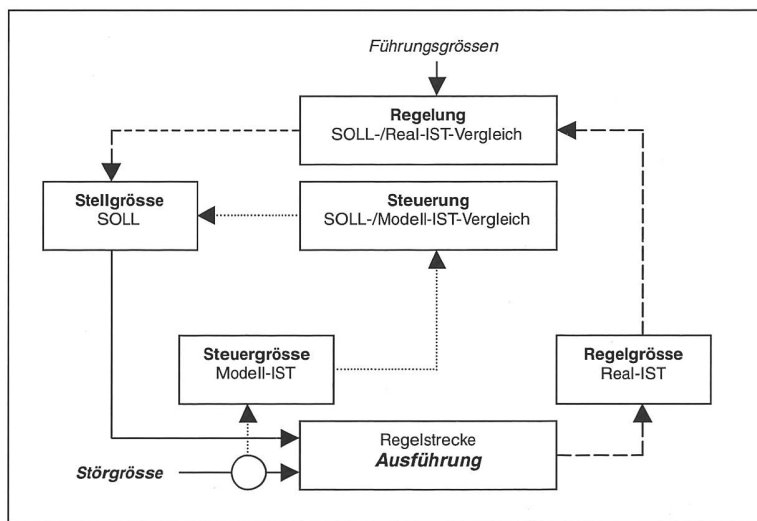 Führungsgrössen
Regelung
SOLL-/Real-IST-Vergleich
Stellgrösse
SOLL
Steuerung
SOLL-/Modell-IST-Vergleich
Steuergrösse
Modell-IST
Regelgrösse
Real-IST
Regelstrecke
Ausführung
Störgrösse